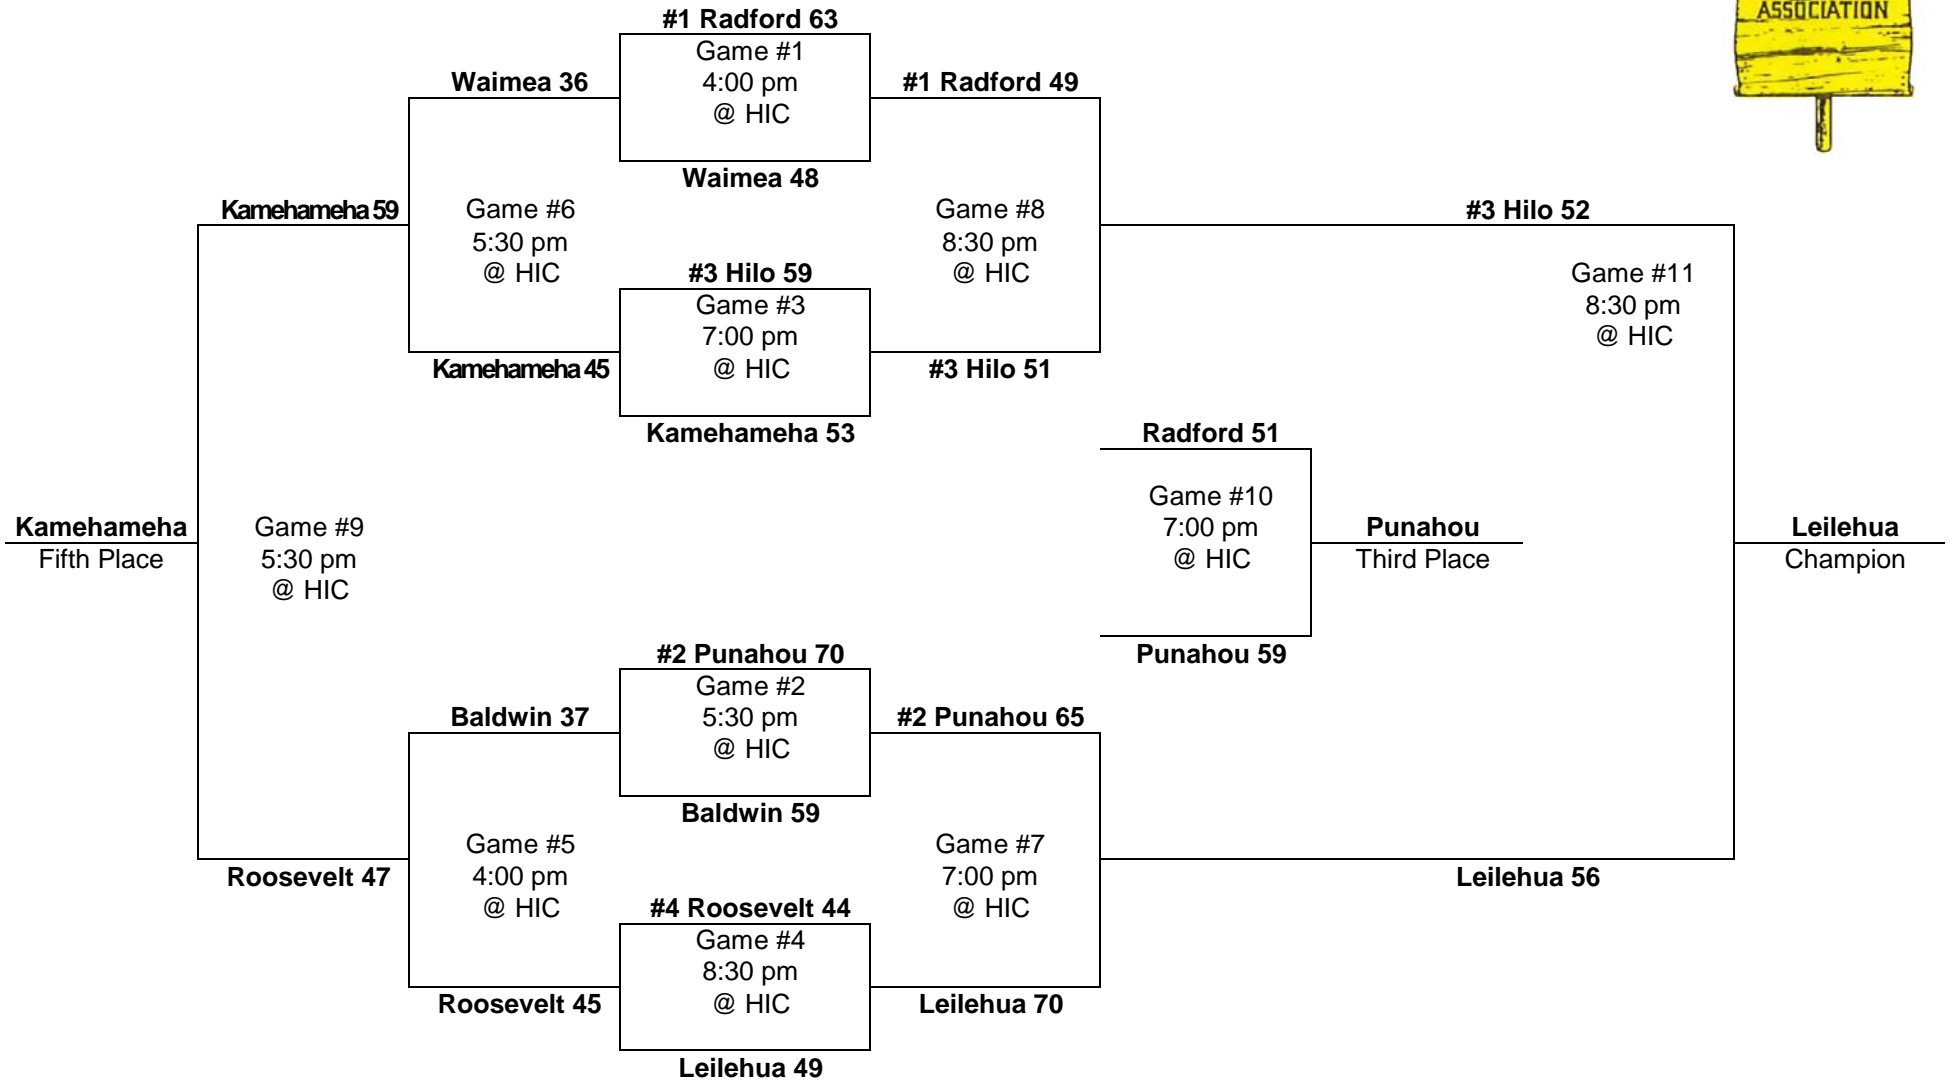 ASSOCIATION
#1 Radford 63
Game #1
4:00 pm
@ HIC
Waimea 48
Waimea 36
#1 Radford 49
Kamehameha 59
Game #6
5:30 pm
@ HIC
Game #8
8:30 pm
@ HIC
#3 Hilo 52
#3 Hilo 59
Game #3
7:00 pm
@ HIC
Kamehameha 53
Kamehameha 45
#3 Hilo 51
Game #11
8:30 pm
@ HIC
Radford 51
Game #10
7:00 pm
@ HIC
Punahou 59
Kamehameha
Fifth Place
Game #9
5:30 pm
@ HIC
Punahou
Third Place
Leilehua
Champion
#2 Punahou 70
Game #2
5:30 pm
@ HIC
Baldwin 59
Baldwin 37
#2 Punahou 65
Game #5
4:00 pm
@ HIC
Game #7
7:00 pm
@ HIC
Roosevelt 47
Leilehua 56
#4 Roosevelt 44
Game #4
8:30 pm
@ HIC
Leilehua 49
Roosevelt 45
Leilehua 70